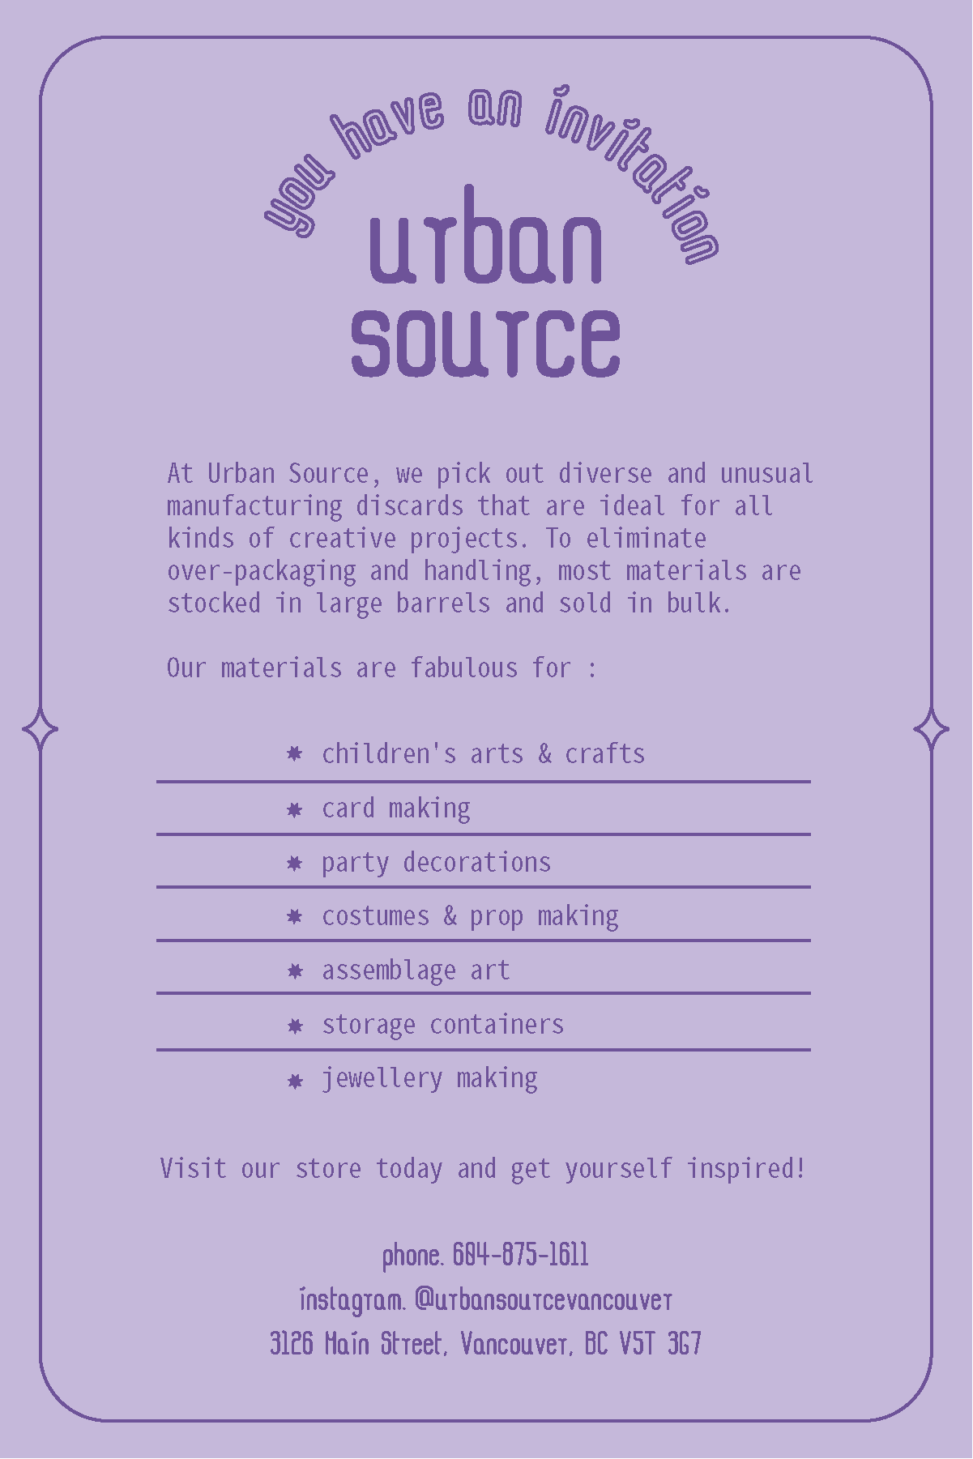 you have an invitation
urban
source
At Urban Source, we pick out diverse and unusual
manufacturing discards that are ideal for all
kinds of creative projects. To eliminate
over-packaging and handling, most materials are
stocked in large barrels and sold in bulk.
Our materials are fabulous for :
✷ children's arts & crafts
✷ card making
✷ party decorations
✷ costumes & prop making
✷ assemblage art
✷ storage containers
✷ jewellery making
Visit our store today and get yourself inspired!
phone. 604-875-1611
instagram. @urbansourcevancouver
3126 Main Street, Vancouver, BC V5T 3G7